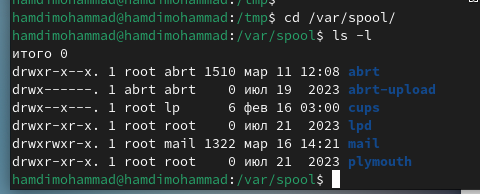 hamdimohammad@hamdimohammad:/tmp$
hamdimohammad@hamdimohammad:/tmp$ cd /var/spool/
hamdimohammad@hamdimohammad:/var/spool$ ls -l
итого 0
drwxr-x--x. 1 root abrt 1510 мар 11 12:08 abrt
drwx------. 1 abrt abrt    0 июл 19  2023 abrt-upload
drwx--x---. 1 root lp      6 фев 16 03:00 cups
drwxr-xr-x. 1 root root    0 июл 21  2023 lpd
drwxrwxr-x. 1 root mail 1322 мар 16 14:21 mail
drwxr-xr-x. 1 root root    0 июл 21  2023 plymouth
hamdimohammad@hamdimohammad:/var/spool$